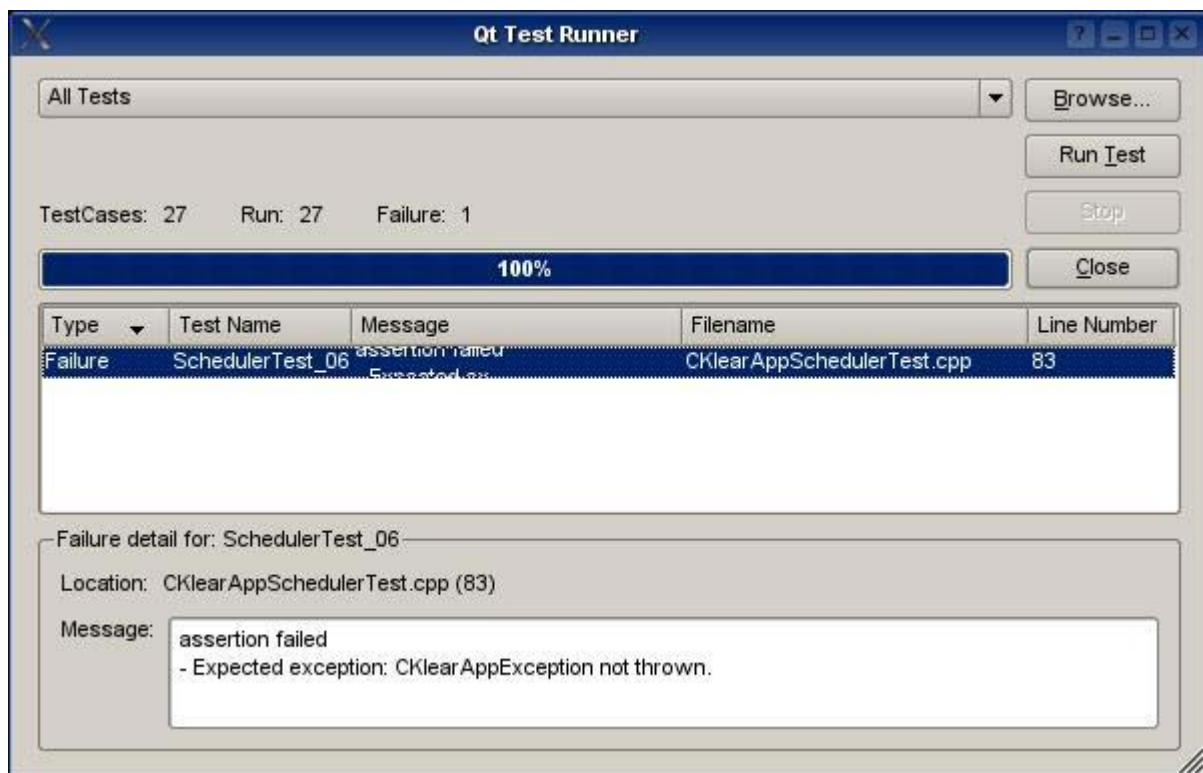 Qt Test Runner
All Tests
Browse...
Run Test
TestCases: 27 Run: 27 Failure: 1
Stop
100%
Close
Type Test Name Message Filename Line Number
Failure SchedulerTest_06 assertion failed CKlearAppSchedulerTest.cpp 83
Failure detail for: SchedulerTest_06
Location: CKlearAppSchedulerTest.cpp (83)
Message:
assertion failed
- Expected exception: CKlearAppException not thrown.